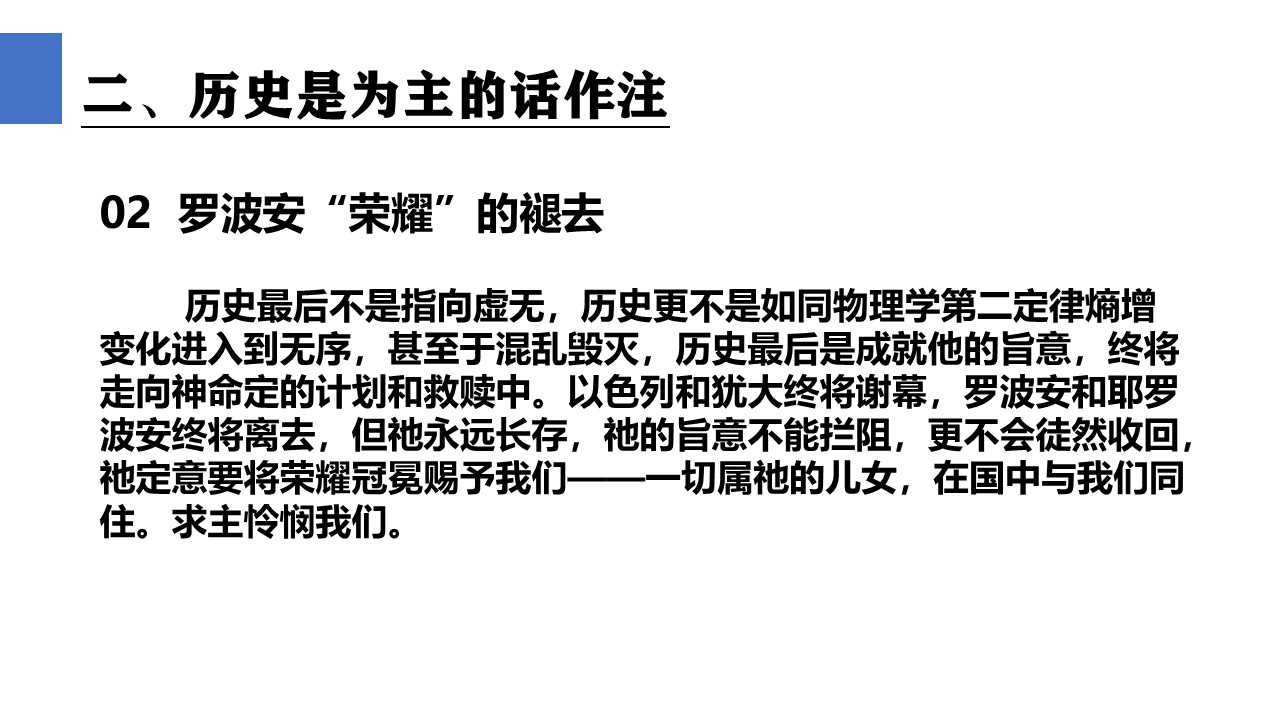 二、历史是为主的话作注
02 罗波安“荣耀”的褪去
历史最后不是指向虚无，历史更不是如同物理学第二定律熵增
变化进入到无序，甚至于混乱毁灭，历史最后是成就他的旨意，终将
走向神命定的计划和救赎中。以色列和犹大终将谢幕，罗波安和耶罗
波安终将离去，但祂永远长存，祂的旨意不能拦阻，更不会徒然收回，
祂定意要将荣耀冠冕赐予我们——一切属祂的儿女，在国中与我们同
住。求主怜悯我们。